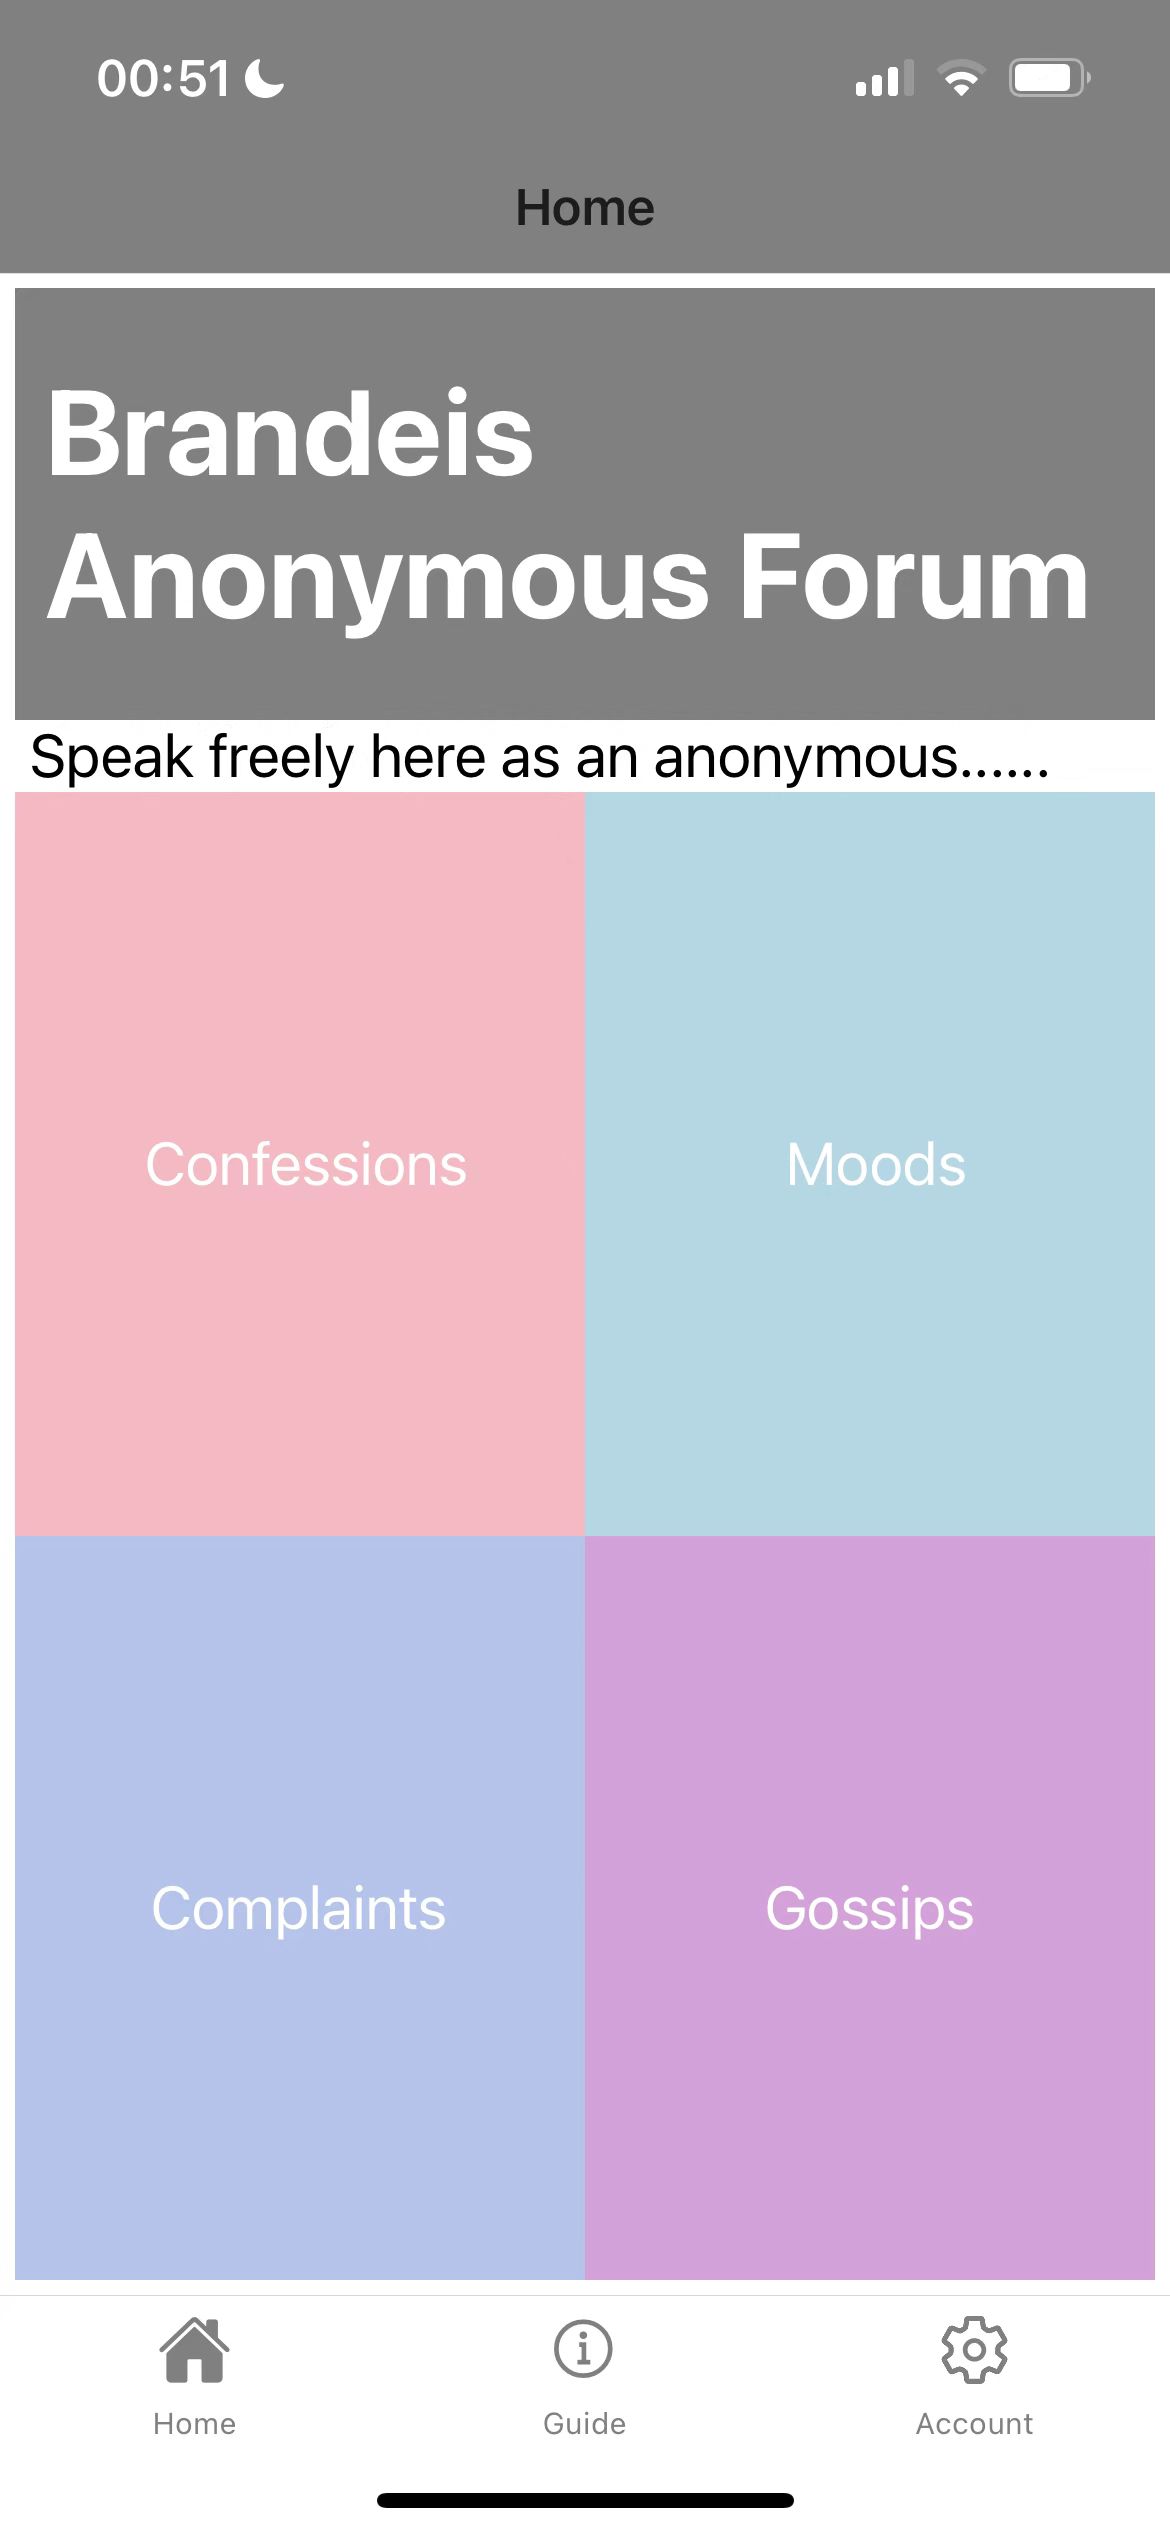 00:51
Home
Brandeis
Anonymous Forum
Speak freely here as an anonymous......
Confessions
Moods
Complaints
Gossips
Home
Guide
Account